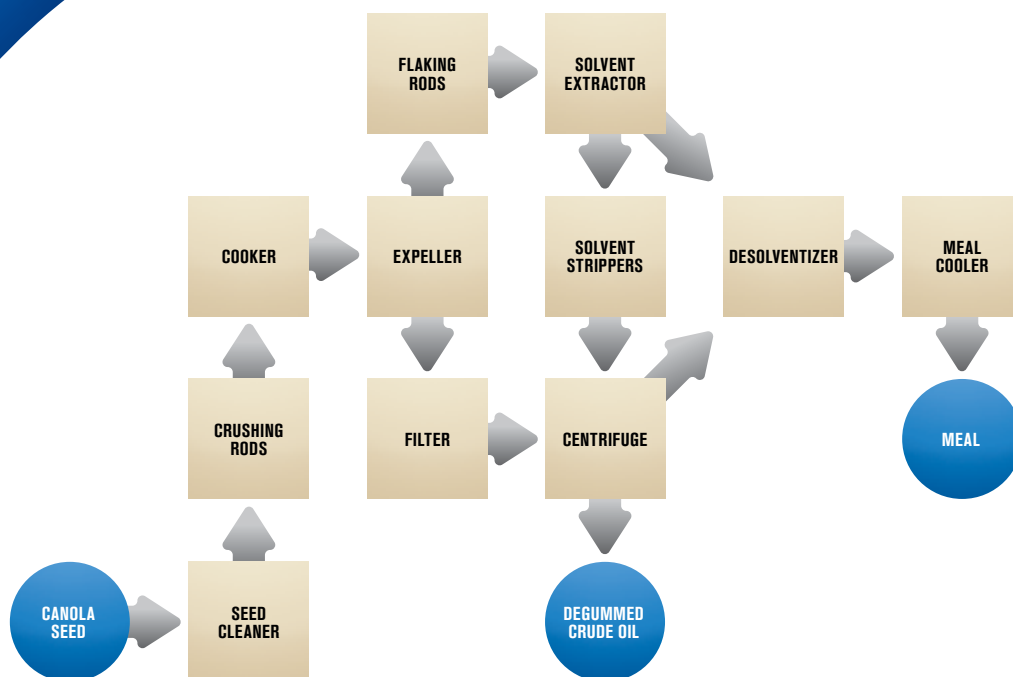 FLAKING
RODS
SOLVENT
EXTRACTOR
COOKER
EXPELLER
SOLVENT
STRIPPERS
DESOLVENTIZER
MEAL
COOLER
CRUSHING
RODS
FILTER
CENTRIFUGE
MEAL
CANOLA
SEED
SEED
CLEANER
DEGUMMED
CRUDE OIL